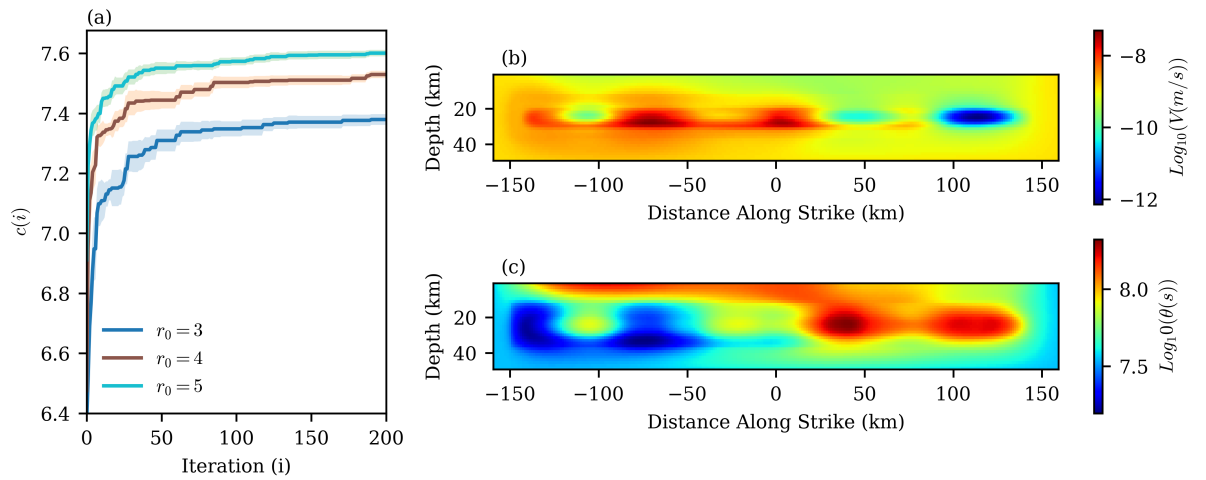 (a)
7.6
7.4
7.2
7.0
6.8
6.6
6.4
c(i)
r₀ = 3
r₀ = 4
r₀ = 5
0 50 100 150 200
Iteration (i)
(b)
Depth (km)
20
40
−150 −100 −50 0 50 100 150
Distance Along Strike (km)
−8
−10
−12
Log₁₀(V(m/s))
(c)
Depth (km)
20
40
−150 −100 −50 0 50 100 150
Distance Along Strike (km)
8.0
7.5
Log₁0(θ(s))